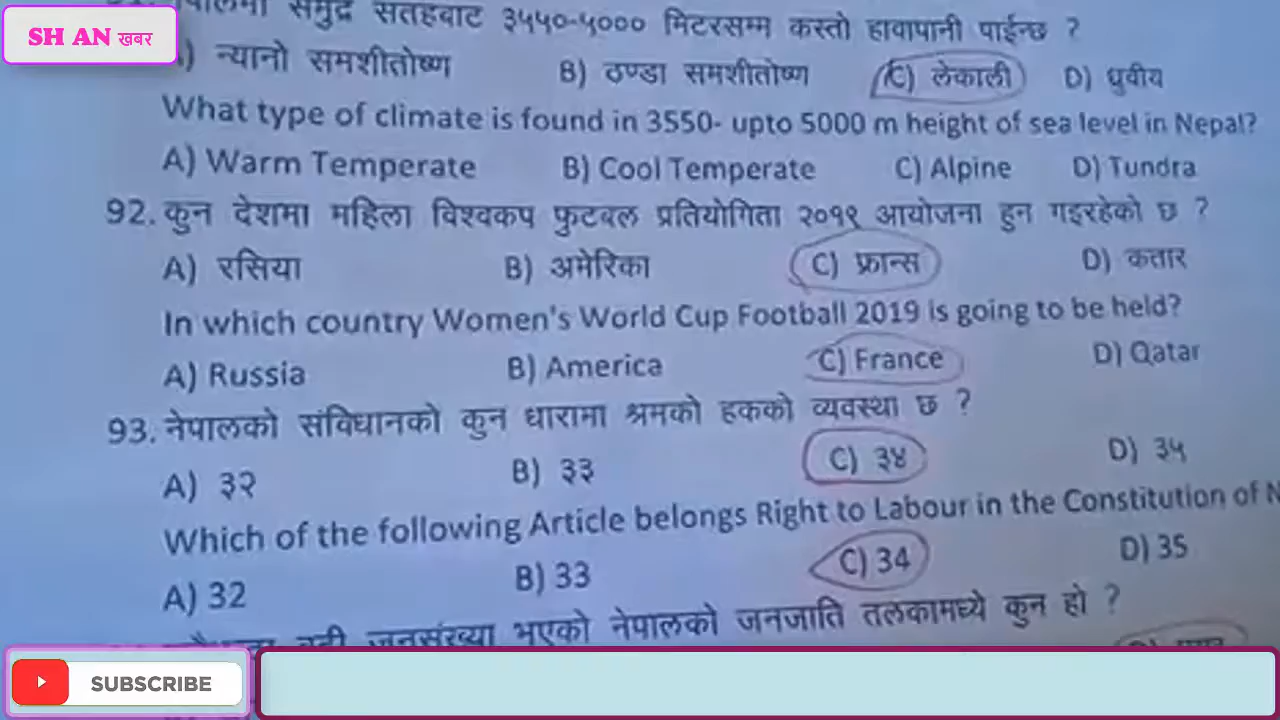 SH AN खबर
समुद्र सतहबाट ३५५०-५००० मिटरसम्म कस्तो हावापानी पाईन्छ ?
न्यानो समशीतोष्ण B) ठण्डा समशीतोष्ण C) लेकाली D) ध्रुवीय
What type of climate is found in 3550- upto 5000 m height of sea level in Nepal?
A) Warm Temperate B) Cool Temperate C) Alpine D) Tundra
92. कुन देशमा महिला विश्वकप फुटबल प्रतियोगिता २०१९ आयोजना हुन गइरहेको छ ?
A) रसिया B) अमेरिका C) फ्रान्स D) कतार
In which country Women's World Cup Football 2019 is going to be held?
A) Russia B) America C) France D) Qatar
93. नेपालको संविधानको कुन धारामा श्रमको हकको व्यवस्था छ ?
A) ३२ B) ३३ C) ३४ D) ३५
Which of the following Article belongs Right to Labour in the Constitution of N
A) 32 B) 33 C) 34 D) 35
जनसंख्या भएको नेपालको जनजाति तलकामध्ये कुन हो ?
SUBSCRIBE